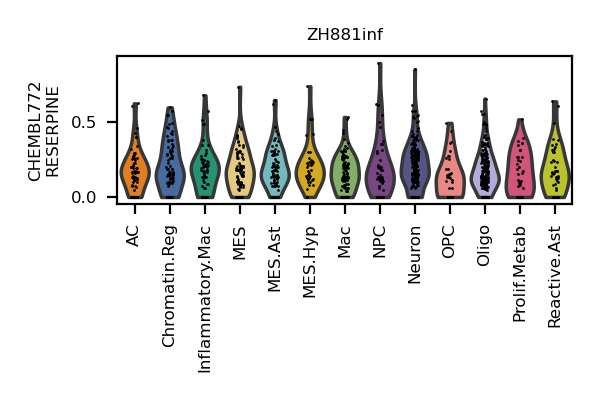 ZH881inf
CHEMBL772
RESERPINE
0.5
0.0
AC
Chromatin.Reg
Inflammatory.Mac
MES
MES.Ast
MES.Hyp
Mac
NPC
Neuron
OPC
Oligo
Prolif.Metab
Reactive.Ast